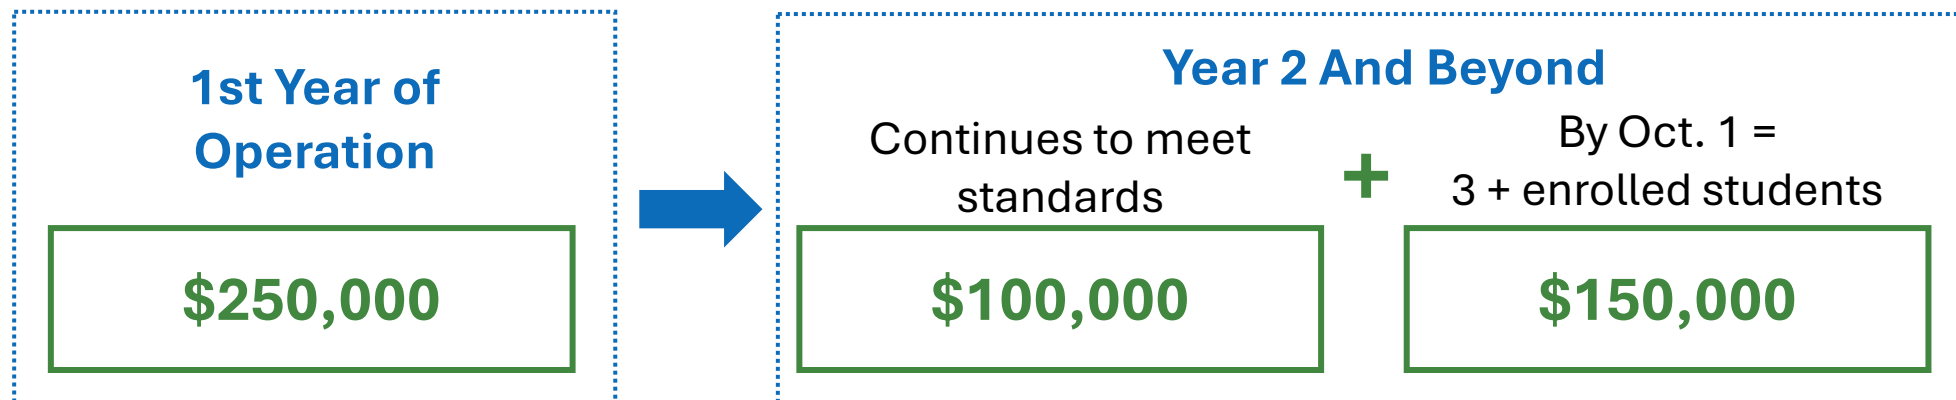 1st Year of
Operation
$250,000
Year 2 And Beyond
Continues to meet
standards
$100,000
+
By Oct. 1 =
3 + enrolled students
$150,000